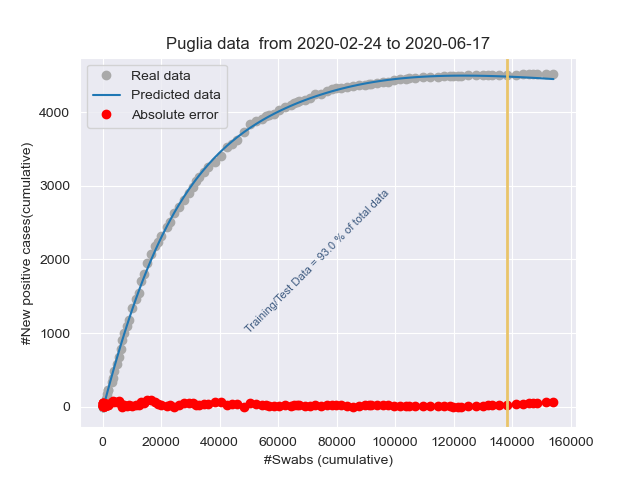 Puglia data  from 2020-02-24 to 2020-06-17
Real data
Predicted data
Absolute error
#New positive cases(cumulative)
4000
3000
2000
1000
0
Training/Test Data = 93.0 % of total data
0
20000
40000
60000
80000
100000
120000
140000
160000
#Swabs (cumulative)